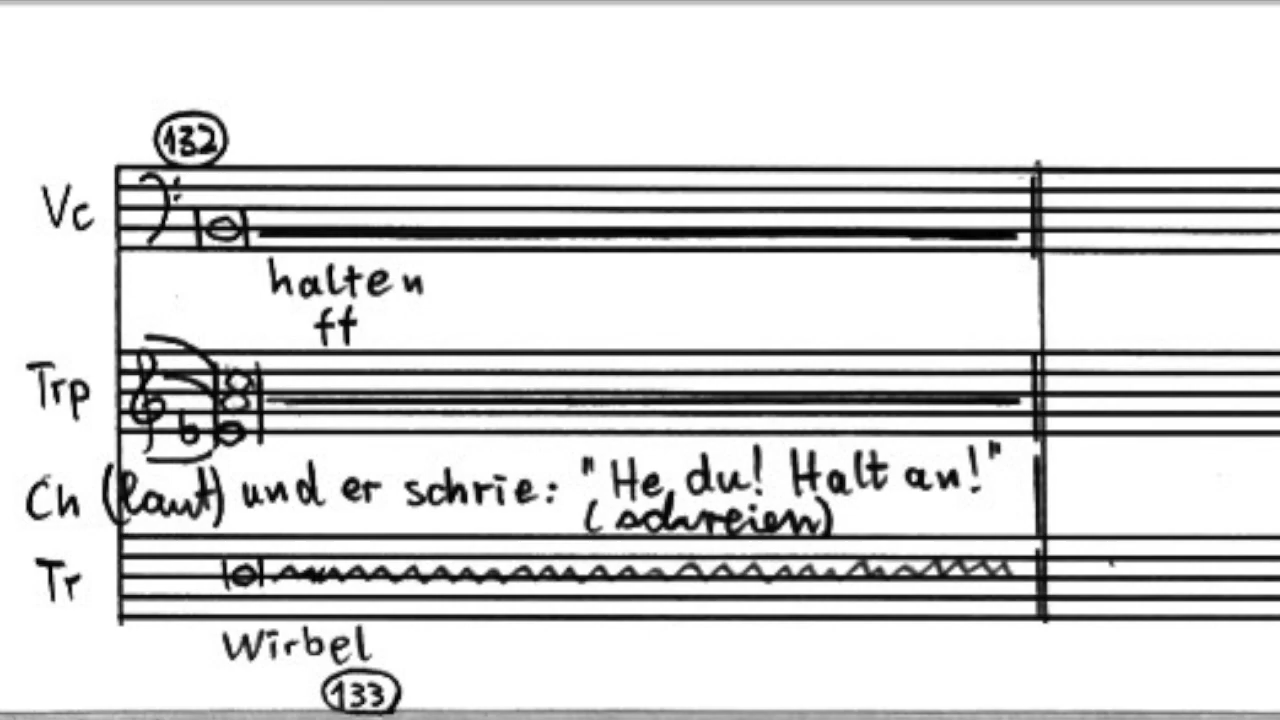 132
Vc
halten
ff
Trp
Ch (laut) und er schrie: "He, du! Halt an!"
(schreien)
Tr
Wirbel
133